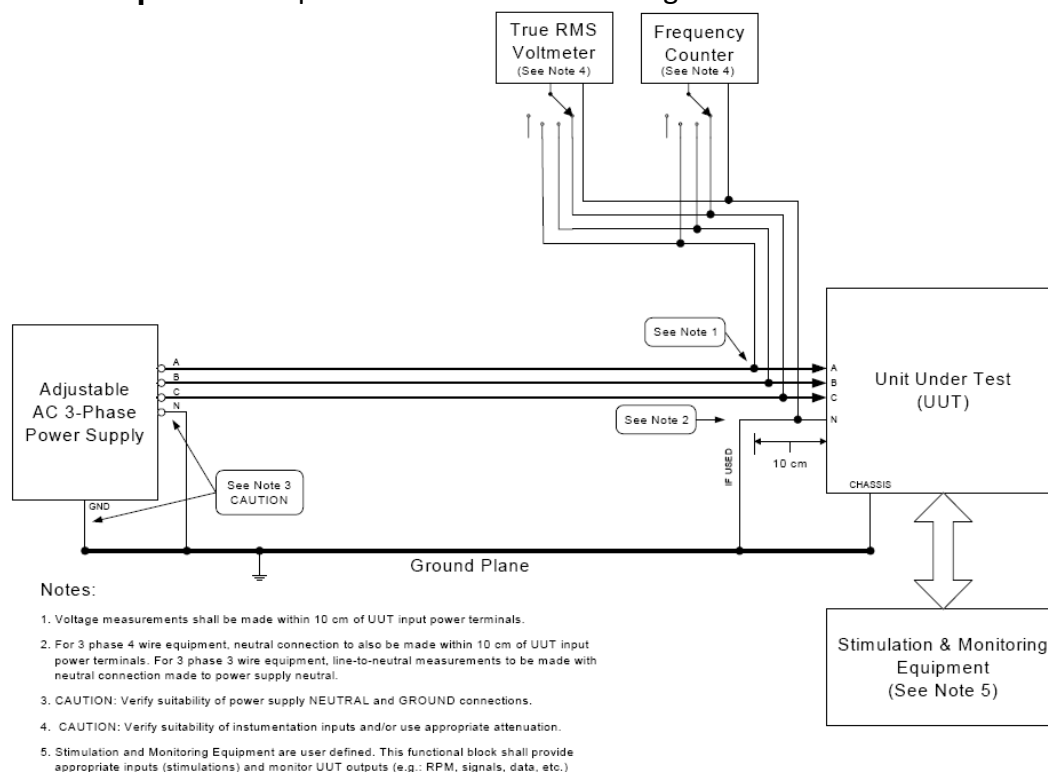 True RMS
Voltmeter
(See Note 4)
Frequency
Counter
(See Note 4)
See Note 1
Adjustable
AC 3-Phase
Power Supply
A
B
C
N
A
B
C
N
Unit Under Test
(UUT)
See Note 2
10 cm
IF USED
See Note 3
CAUTION
GND
CHASSIS
Ground Plane
Stimulation & Monitoring
Equipment
(See Note 5)
Notes:
1. Voltage measurements shall be made within 10 cm of UUT input power terminals.
2. For 3 phase 4 wire equipment, neutral connection to also be made within 10 cm of UUT input
power terminals. For 3 phase 3 wire equipment, line-to-neutral measurements to be made with
neutral connection made to power supply neutral.
3. CAUTION: Verify suitability of power supply NEUTRAL and GROUND connections.
4. CAUTION: Verify suitability of instumentation inputs and/or use appropriate attenuation.
5. Stimulation and Monitoring Equipment are user defined. This functional block shall provide
appropriate inputs (stimulations) and monitor UUT outputs (e.g.: RPM, signals, data, etc.)